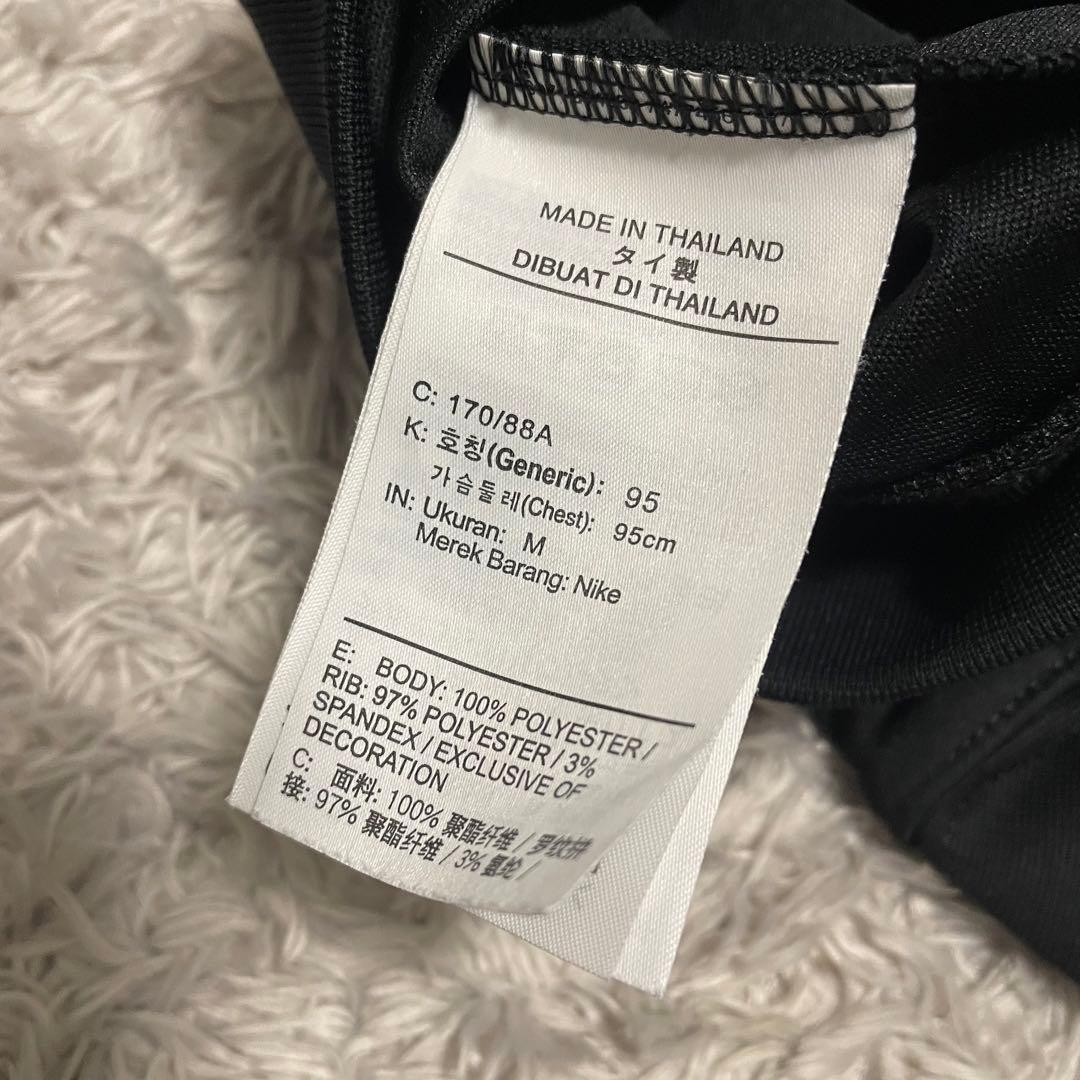 MADE IN THAILAND
タイ製
DIBUAT DI THAILAND
C: 170/88A
K: 호칭(Generic): 95
가슴둘레(Chest): 95cm
IN: Ukuran: M
Merek Barang: Nike
E: BODY: 100% POLYESTER /
RIB: 97% POLYESTER / 3%
SPANDEX / EXCLUSIVE OF
DECORATION
C: 面料: 100% 聚酯纤维 / 罗纹拼
接: 97% 聚酯纤维 / 3% 氨纶 /